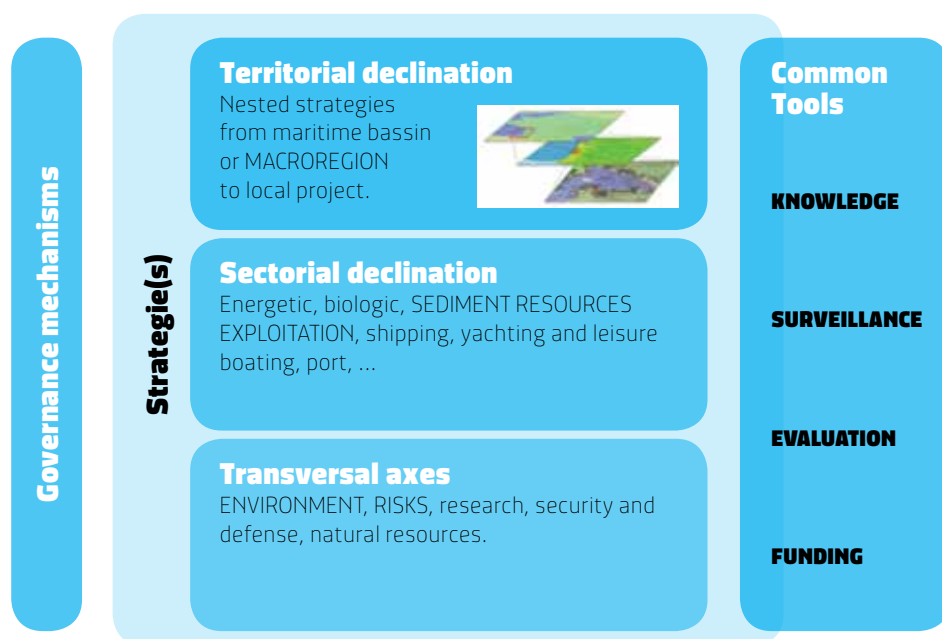 Governance mechanisms
Strategie(s)
Territorial declination
Nested strategies
from maritime bassin
or MACROREGION
to local project.
Sectorial declination
Energetic, biologic, SEDIMENT RESOURCES
EXPLOITATION, shipping, yachting and leisure
boating, port, ...
Transversal axes
ENVIRONMENT, RISKS, research, security and
defense, natural resources.
Common
Tools
KNOWLEDGE
SURVEILLANCE
EVALUATION
FUNDING